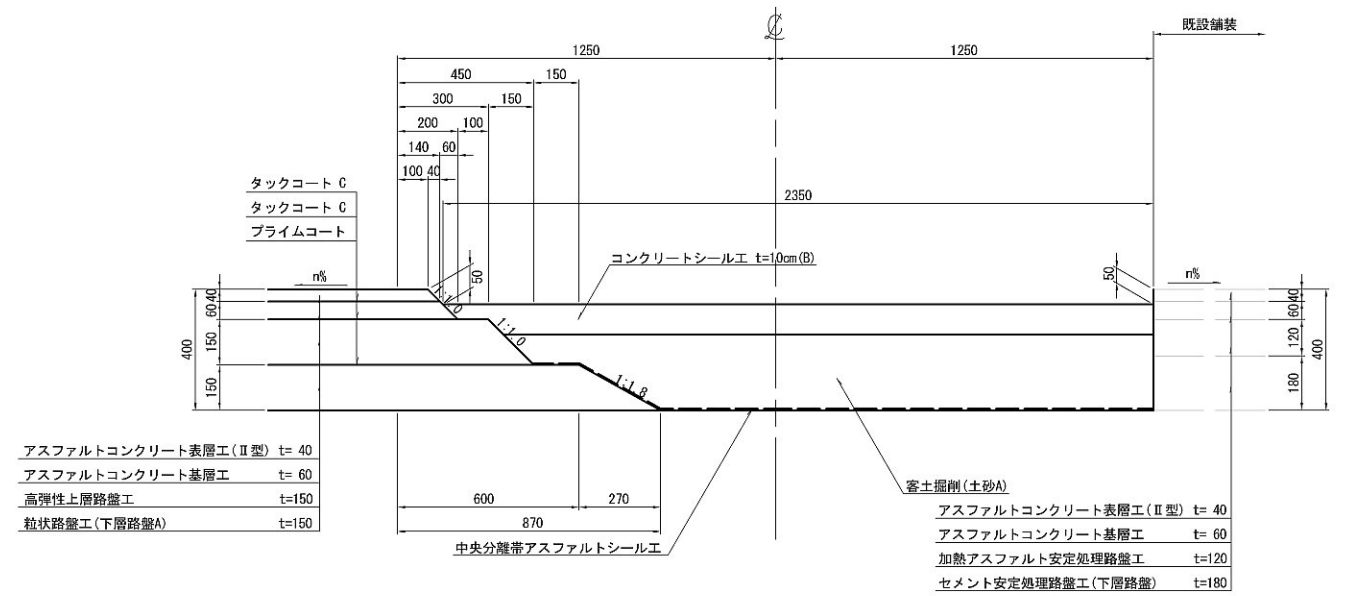 ℄
既設舗装
1250
1250
450
150
300
150
200
100
140
60
100
40
2350
タックコート C
タックコート C
プライムコート
コンクリートシール工 t=10cm(B)
n%
50
50
n%
1:1.0
1:1.0
1:1.8
40
60
150
150
400
40
60
120
180
400
アスファルトコンクリート表層工(Ⅱ型) t= 40
アスファルトコンクリート基層工 t= 60
高弾性上層路盤工 t=150
粒状路盤工(下層路盤A) t=150
600
270
870
中央分離帯アスファルトシール工
客土掘削(土砂A)
アスファルトコンクリート表層工(Ⅱ型) t= 40
アスファルトコンクリート基層工 t= 60
加熱アスファルト安定処理路盤工 t=120
セメント安定処理路盤工(下層路盤) t=180